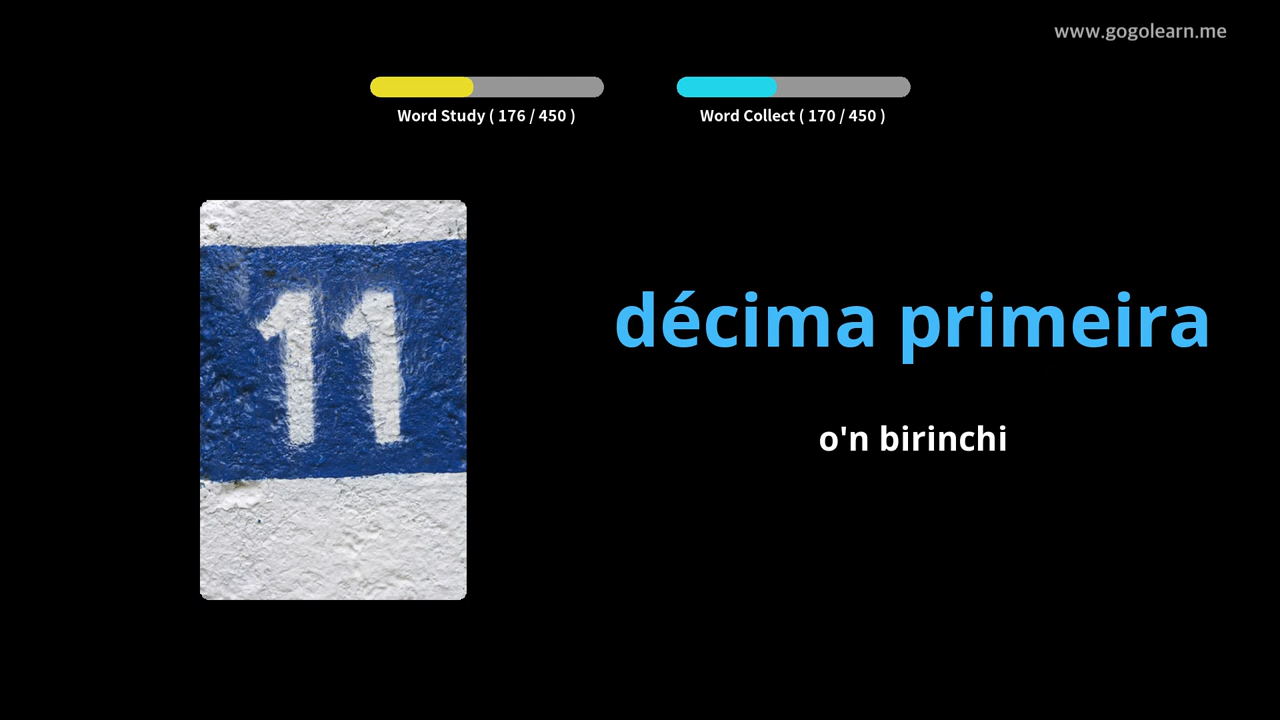 www.gogolearn.me
Word Study ( 176 / 450 )
Word Collect ( 170 / 450 )
11
décima primeira
o'n birinchi